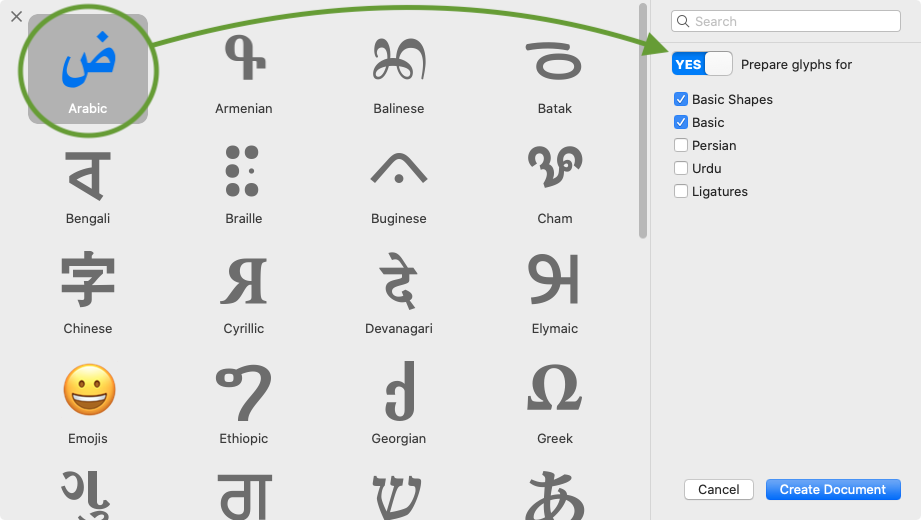 Search
YES Prepare glyphs for
Basic Shapes
Basic
Persian
Urdu
Ligatures
ض
Arabic
Armenian
Balinese
Batak
ব
Bengali
Braille
Buginese
Cham
字
Chinese
Я
Cyrillic
दे
Devanagari
Elymaic
Emojis
Ethiopic
Georgian
Ω
Greek
ਗ
שׂ
あ
Cancel
Create Document